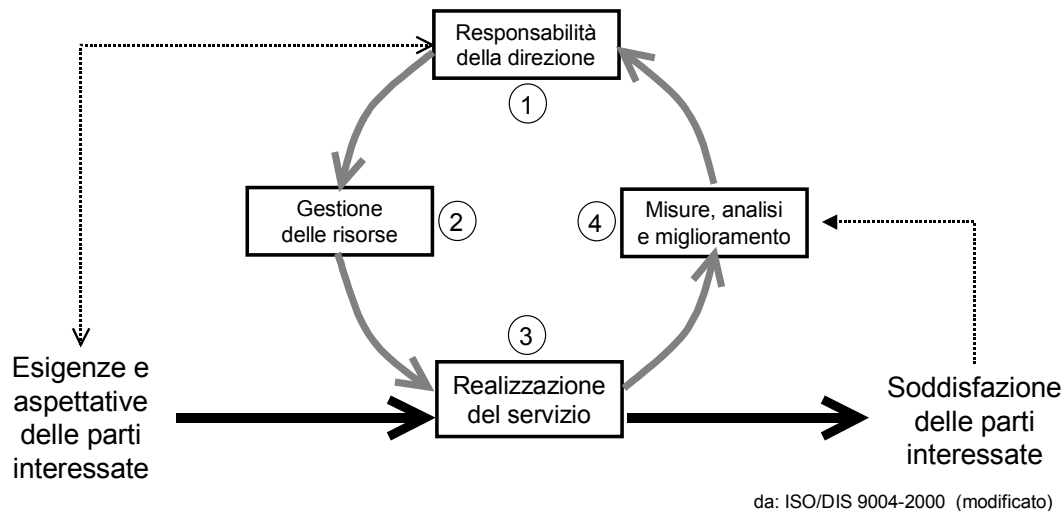 Responsabilità
della direzione
1
Gestione
delle risorse
2
4
Misure, analisi
e miglioramento
3
Realizzazione
del servizio
Esigenze e
aspettative
delle parti
interessate
Soddisfazione
delle parti
interessate
da: ISO/DIS 9004-2000 (modificato)